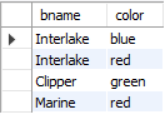 bname color
Interlake blue
Interlake red
Clipper green
Marine red